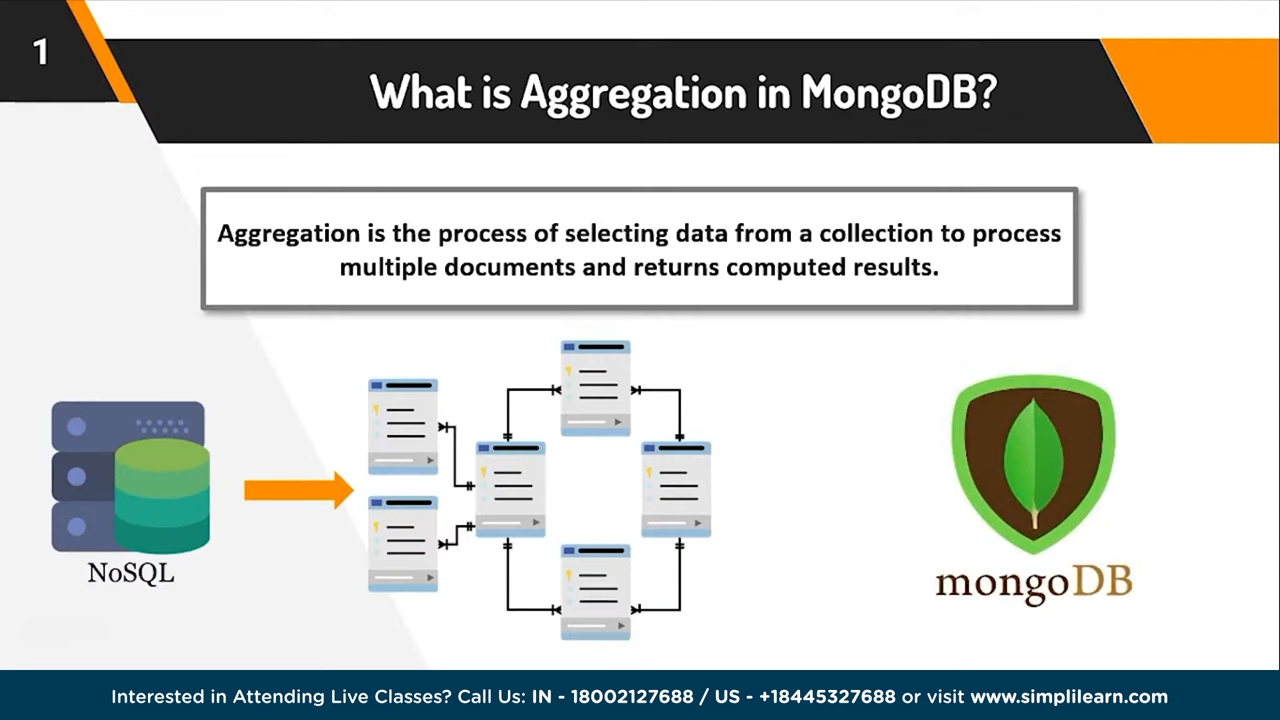 1
What is Aggregation in MongoDB?
Aggregation is the process of selecting data from a collection to process
multiple documents and returns computed results.
NoSQL
mongoDB
Interested in Attending Live Classes? Call Us: IN - 18002127688 / US - +18445327688 or visit www.simplilearn.com